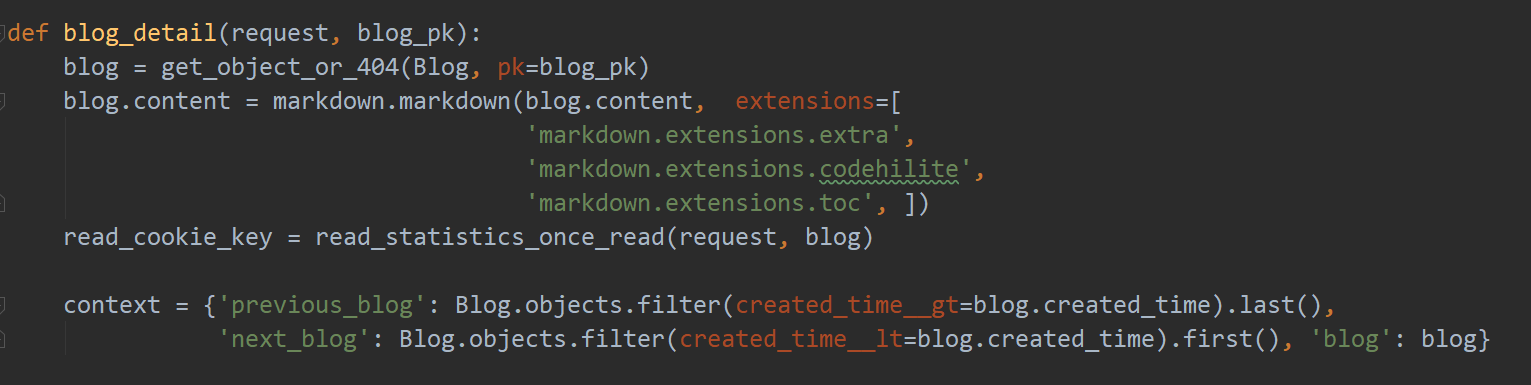 def blog_detail(request, blog_pk):
    blog = get_object_or_404(Blog, pk=blog_pk)
    blog.content = markdown.markdown(blog.content,  extensions=[
                                     'markdown.extensions.extra',
                                     'markdown.extensions.codehilite',
                                     'markdown.extensions.toc', ])
    read_cookie_key = read_statistics_once_read(request, blog)

    context = {'previous_blog': Blog.objects.filter(created_time__gt=blog.created_time).last(),
               'next_blog': Blog.objects.filter(created_time__lt=blog.created_time).first(), 'blog': blog}